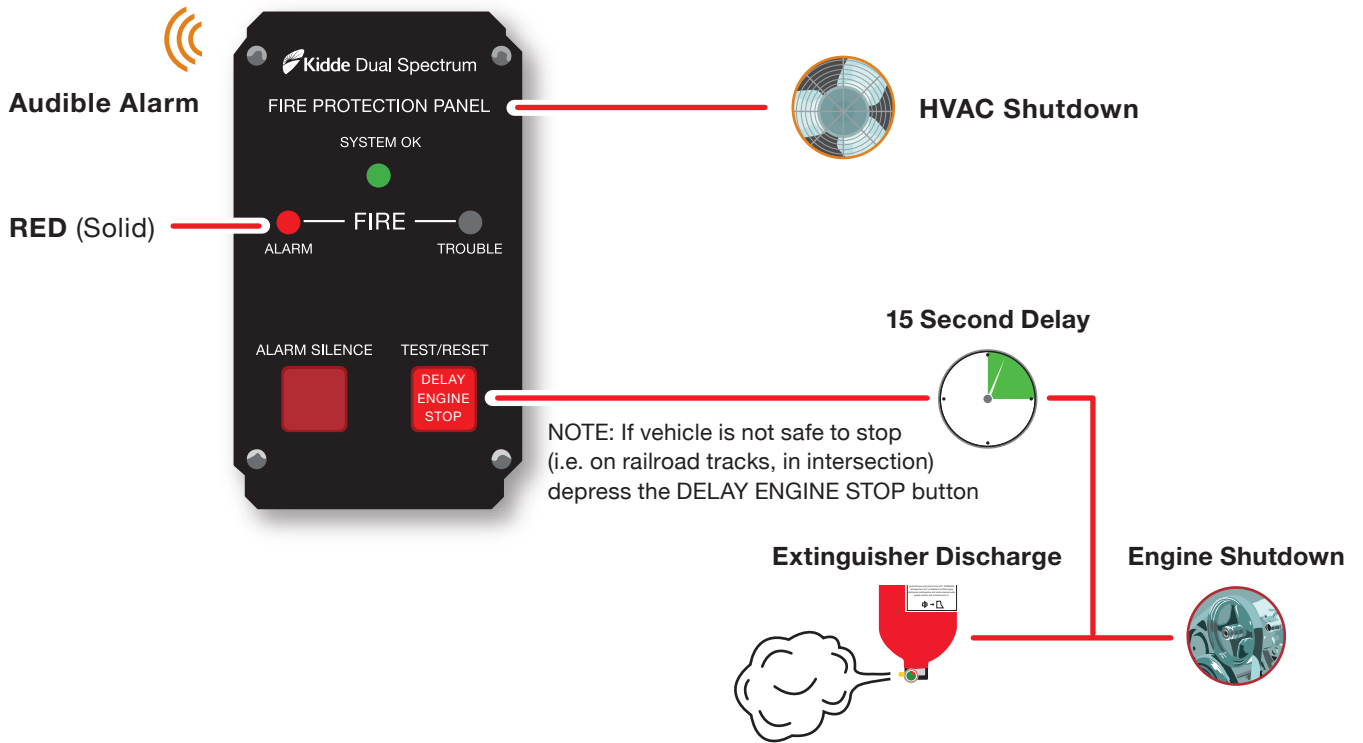 Kidde Dual Spectrum
Audible Alarm
FIRE PROTECTION PANEL
HVAC Shutdown
SYSTEM OK
RED (Solid)
FIRE
ALARM
TROUBLE
15 Second Delay
ALARM SILENCE
TEST/RESET
DELAY
ENGINE
STOP
NOTE: If vehicle is not safe to stop
(i.e. on railroad tracks, in intersection)
depress the DELAY ENGINE STOP button
Extinguisher Discharge
Engine Shutdown